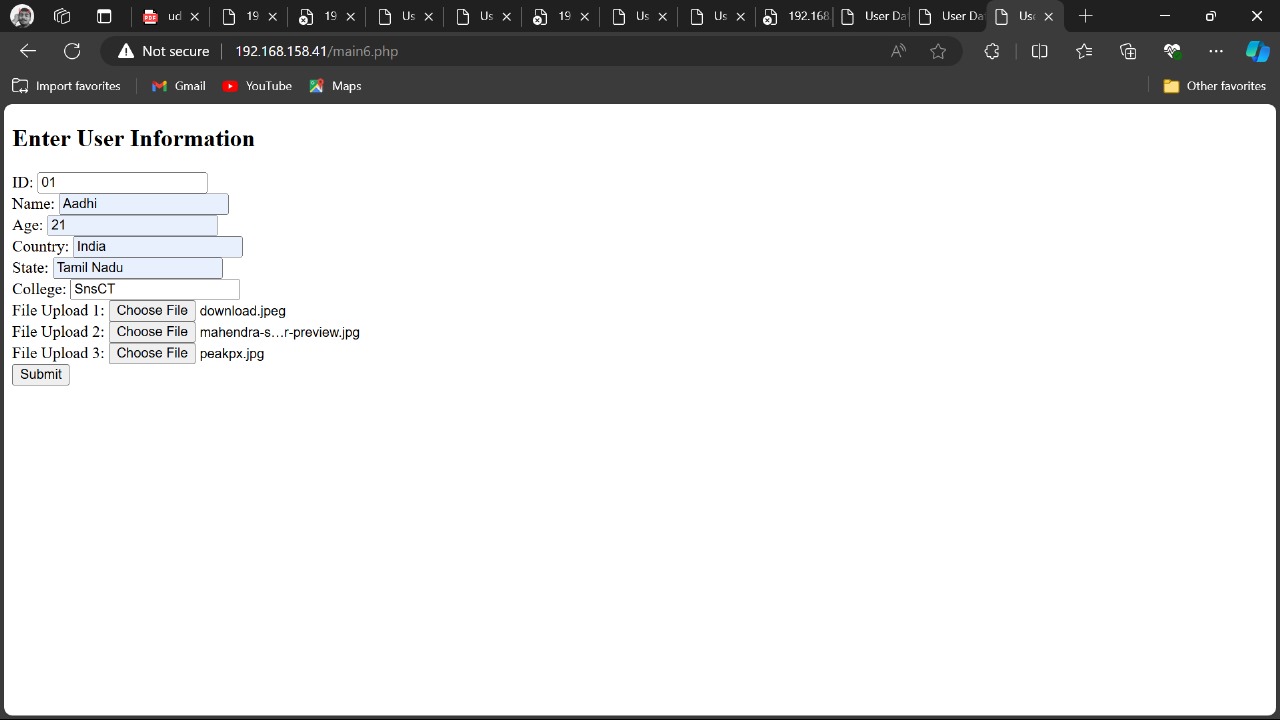 ud 19 19 Us Us 19 Us Us 192.168 User Da User Da Us
Not secure 192.168.158.41/main6.php
Import favorites Gmail YouTube Maps Other favorites
Enter User Information
ID: 01
Name: Aadhi
Age: 21
Country: India
State: Tamil Nadu
College: SnsCT
File Upload 1: Choose File download.jpeg
File Upload 2: Choose File mahendra-s...r-preview.jpg
File Upload 3: Choose File peakpx.jpg
Submit